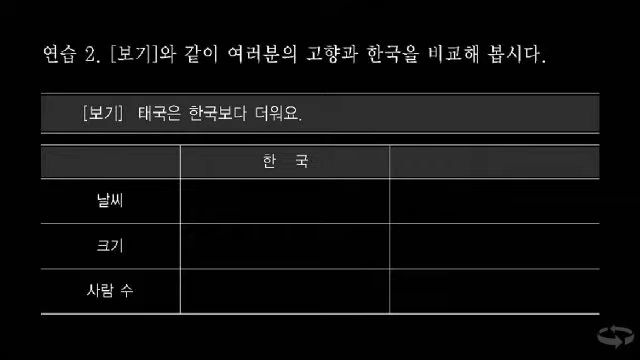 연습 2. [보기]와 같이 여러분의 고향과 한국을 비교해 봅시다.
[보기] 태국은 한국보다 더워요.
한 국
날씨
크기
사람 수